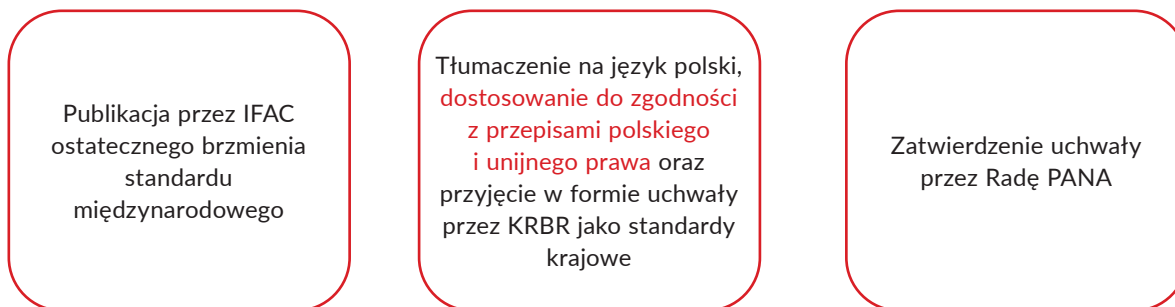 Publikacja przez IFAC
ostatecznego brzmienia
standardu
międzynarodowego
Tłumaczenie na język polski,
dostosowanie do zgodności
z przepisami polskiego
i unijnego prawa oraz
przyjęcie w formie uchwały
przez KRBR jako standardy
krajowe
Zatwierdzenie uchwały
przez Radę PANA